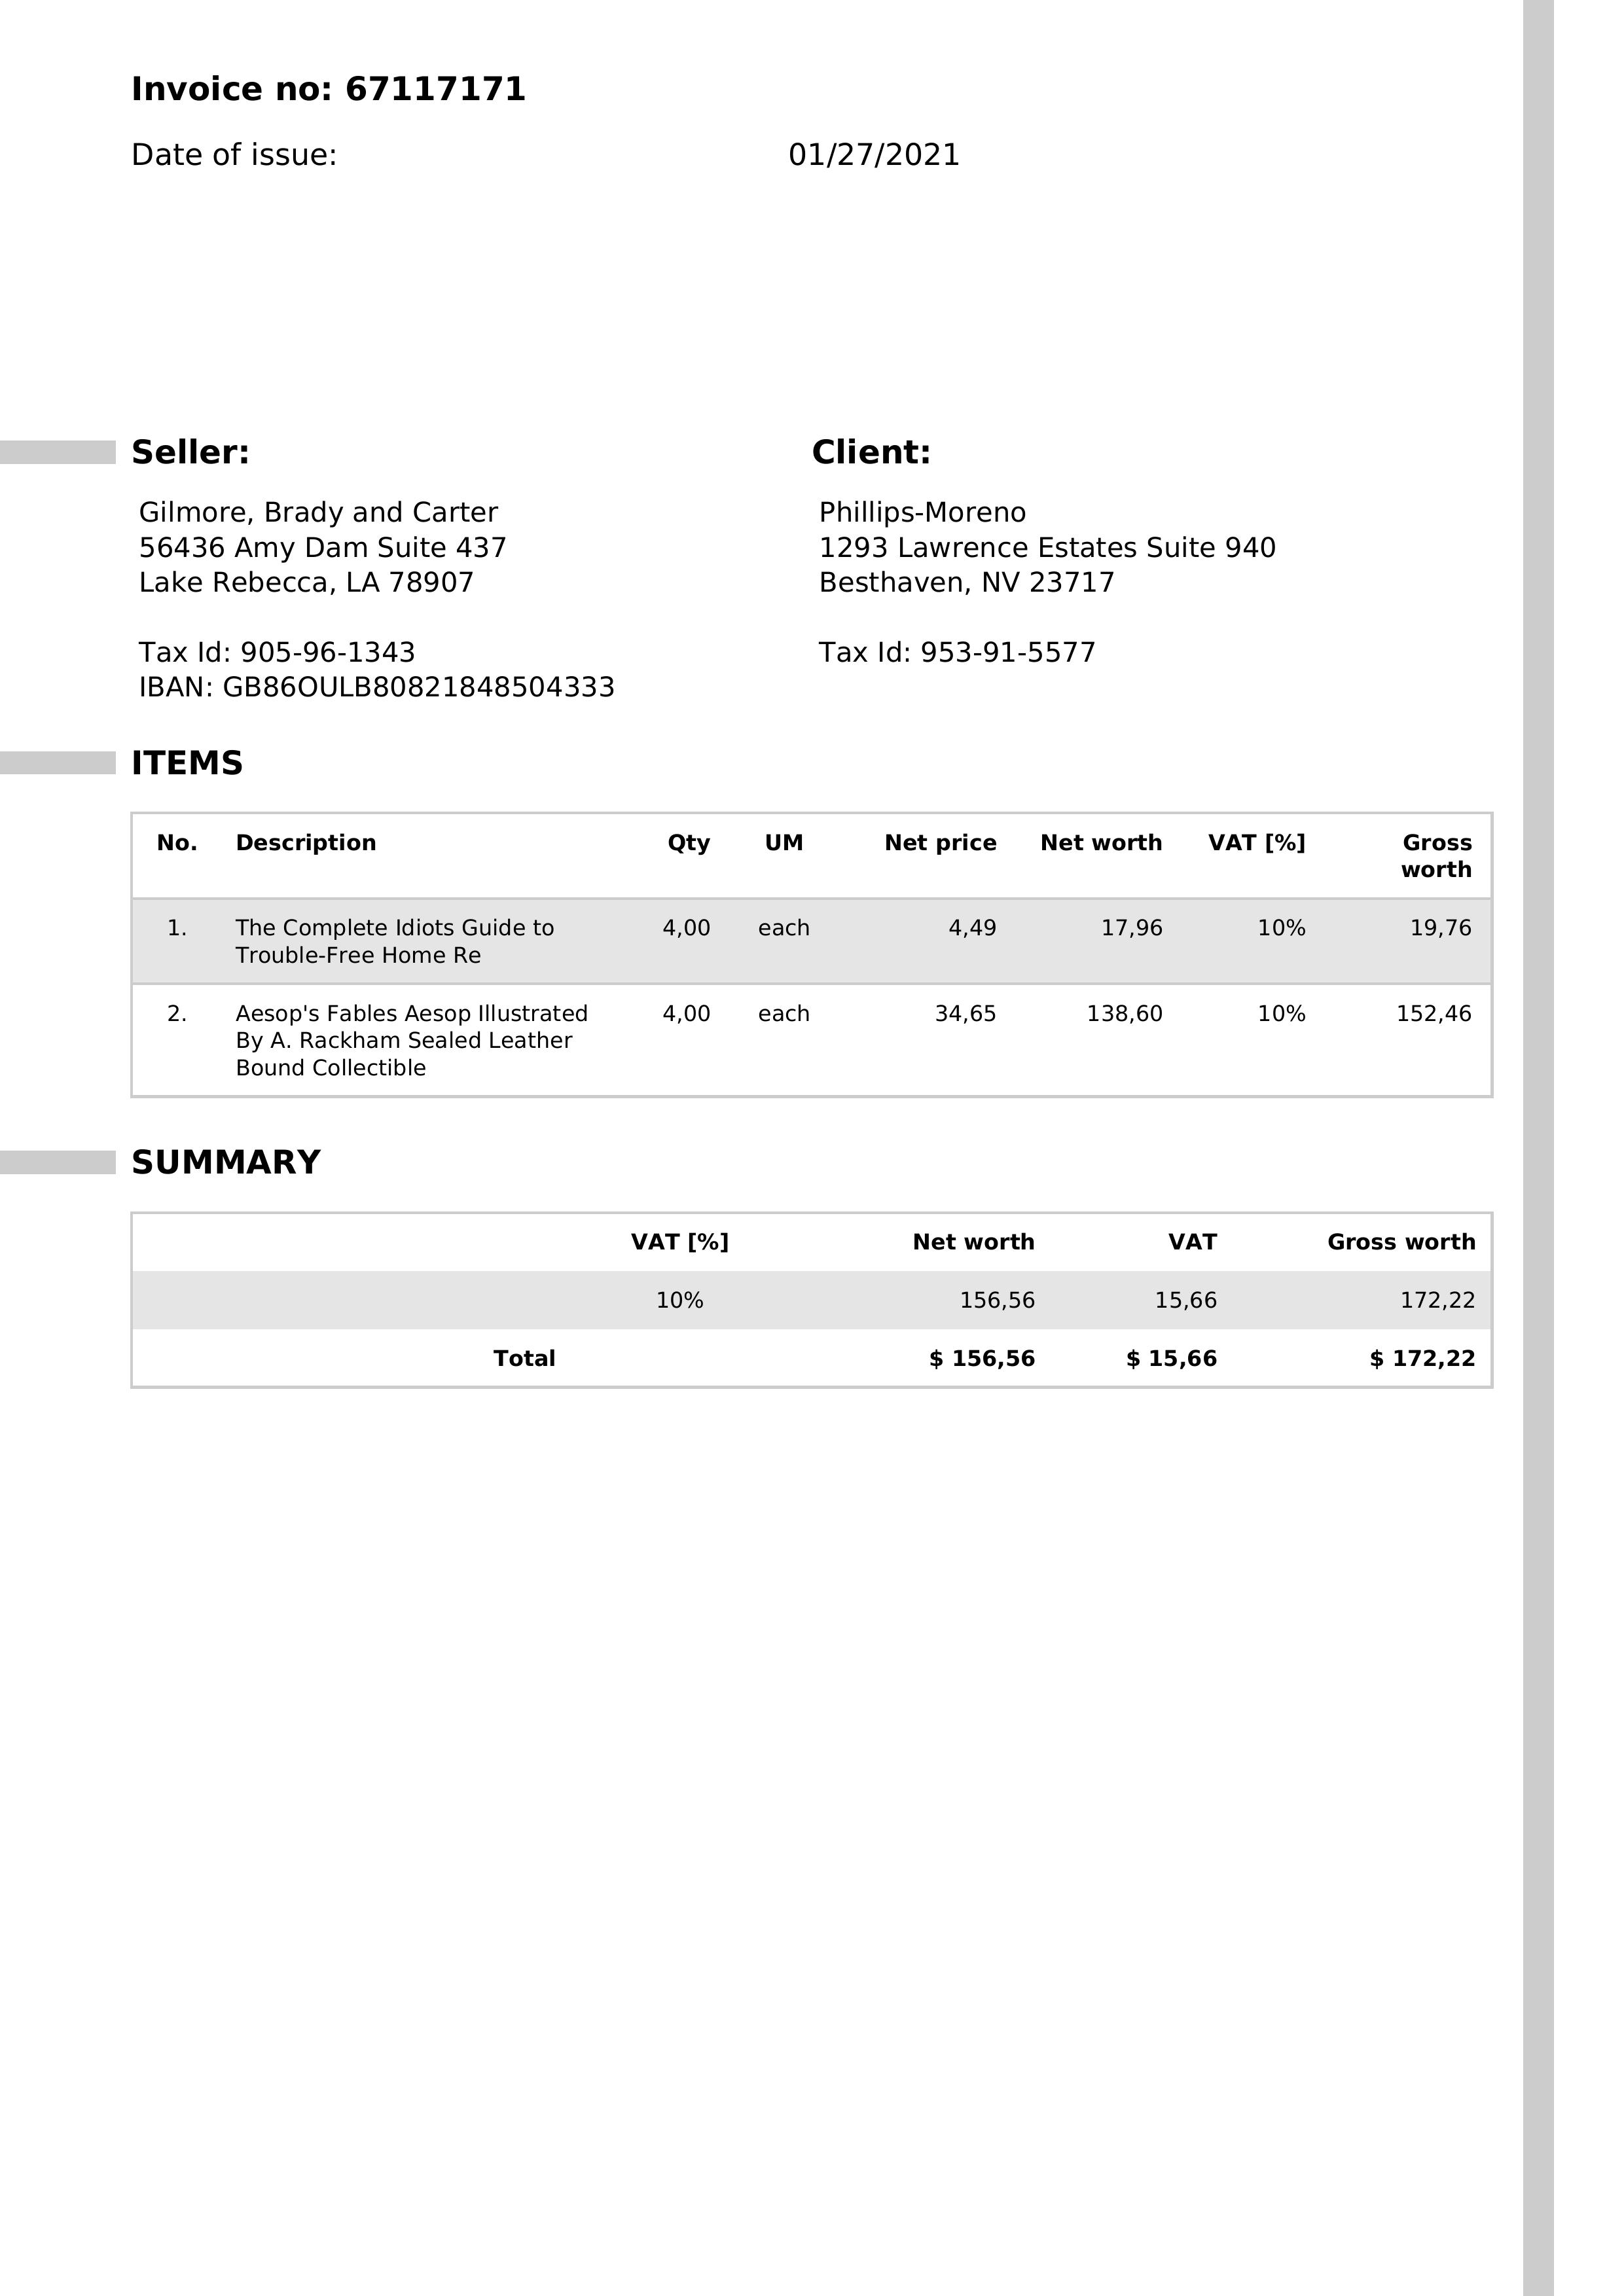 Invoice no: 67117171
Date of issue: 01/27/2021
Seller:
Gilmore, Brady and Carter
56436 Amy Dam Suite 437
Lake Rebecca, LA 78907
Tax Id: 905-96-1343
IBAN: GB86OULB80821848504333
Client:
Phillips-Moreno
1293 Lawrence Estates Suite 940
Besthaven, NV 23717
Tax Id: 953-91-5577
ITEMS
No. Description Qty UM Net price Net worth VAT [%] Gross
worth
1. The Complete Idiots Guide to 4,00 each 4,49 17,96 10% 19,76
Trouble-Free Home Re
2. Aesop's Fables Aesop Illustrated 4,00 each 34,65 138,60 10% 152,46
By A. Rackham Sealed Leather
Bound Collectible
SUMMARY
VAT [%] Net worth VAT Gross worth
10% 156,56 15,66 172,22
Total $ 156,56 $ 15,66 $ 172,22